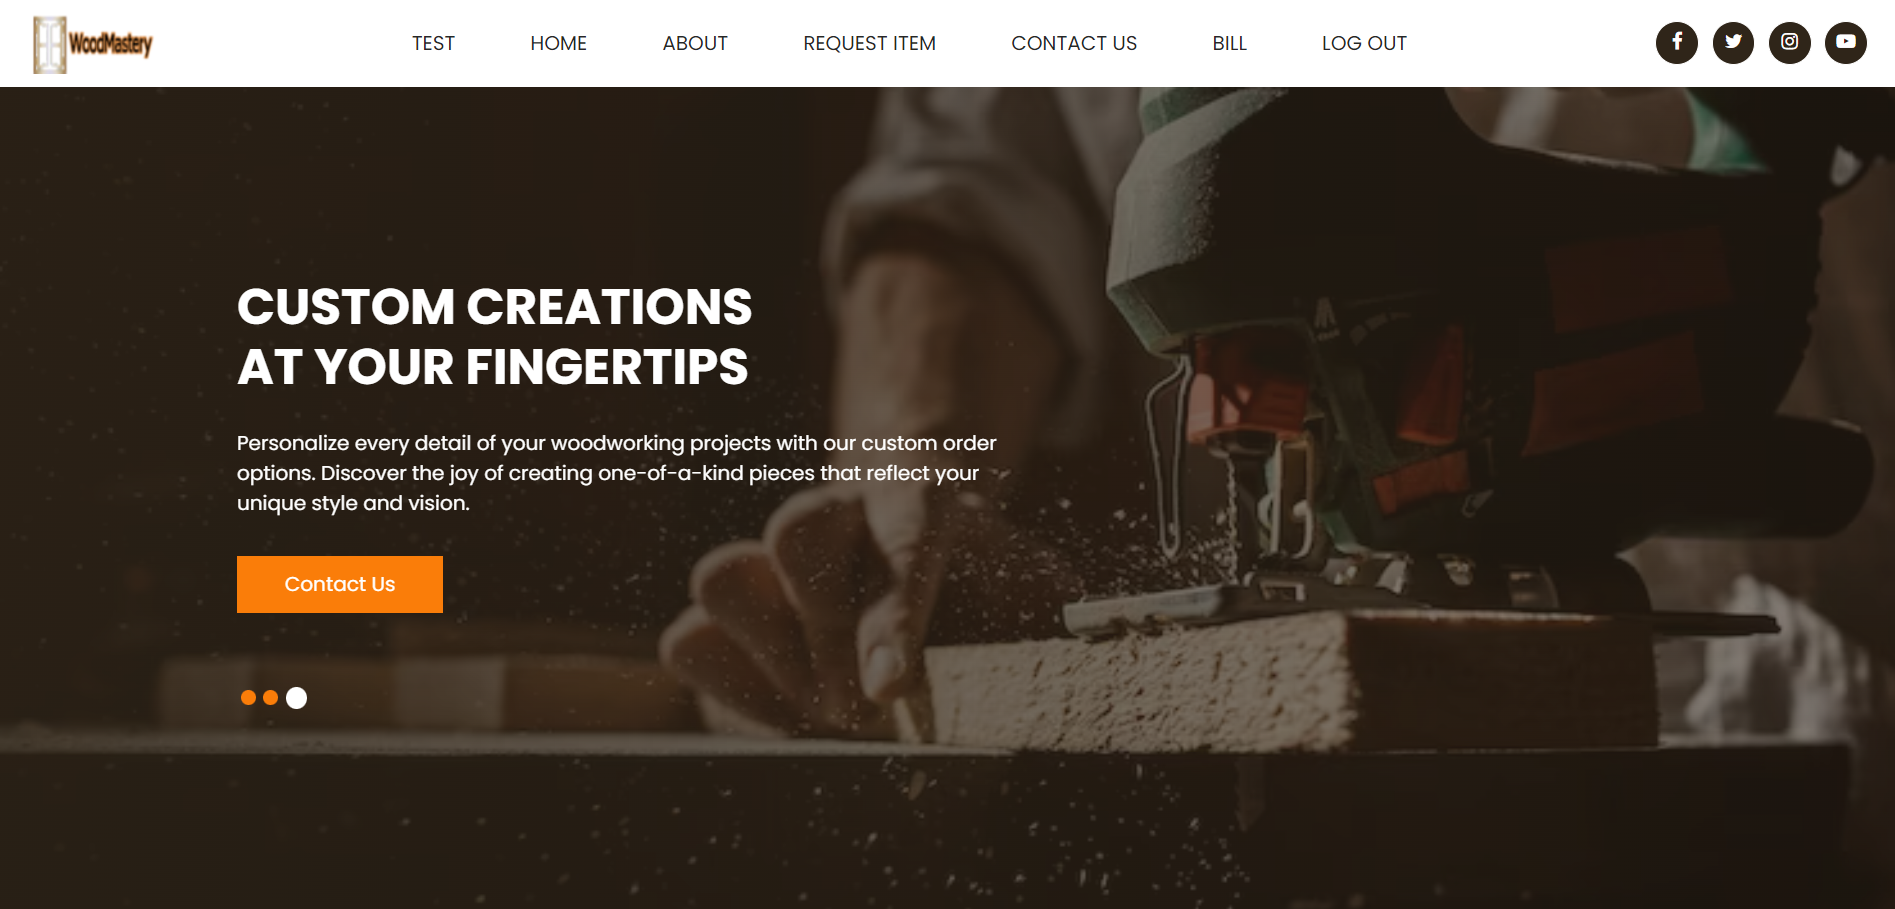 WoodMastery
TEST HOME ABOUT REQUEST ITEM CONTACT US BILL LOG OUT
CUSTOM CREATIONS
AT YOUR FINGERTIPS
Personalize every detail of your woodworking projects with our custom order
options. Discover the joy of creating one-of-a-kind pieces that reflect your
unique style and vision.
Contact Us